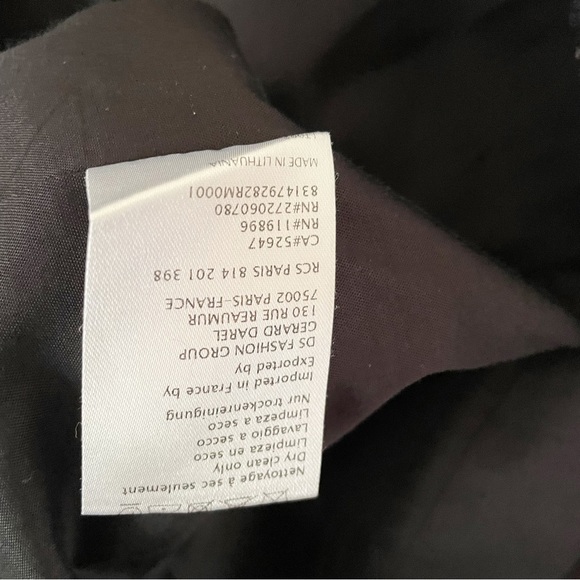 Nettoyage à sec seulement
Dry clean only
Limpieza en seco
Lavaggio a secco
Limpeza a seco
Nur trockenreinigung
Imported in France by
Exported by
DS FASHION GROUP
GERARD DAREL
130 RUE REAUMUR
75002 PARIS-FRANCE
RCS PARIS 814 201 398
CA#52647
RN#119896
RN#272060780
831479282RM0001
MADE IN LITHUANIA